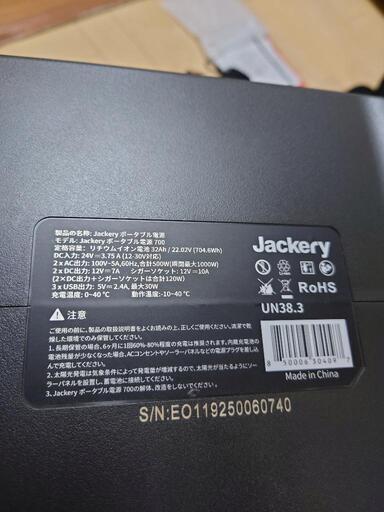 製品の名称: Jackery ポータブル電源
モデル: Jackery ポータブル電源 700
定格容量: リチウムイオン電池 32Ah / 22.02V (704.6Wh)
DC入力: 24V⎓3.75 A (12-30V対応)
2 x AC出力: 100V~5A,60Hz,合計500W(瞬間最大1000W)
2 x DC出力: 12V⎓7A シガーソケット: 12V⎓10A
(2×DC出力+シガーソケットは合計120W)
3 x USB出力: 5V⎓2.4A, 最大30W
充電温度: 0~40 ℃ 動作温度: -10~40 ℃
Jackery
RoHS
UN38.3
注意
ご使用の前に、製品の取扱説明書をよくお読みの上、正しくご使用ください。清潔で乾燥した環境でのみ使用してください。
1. 長期保管の場合、6ヶ月に1回60%~80%程度の充電は推奨されます。内蔵充電池の電池残量が少なくなる前に、ACコンセントやソーラーパネルなどの電源プラグを差し込んで充電してください。
2. 太陽光発電は気象条件によって発電量が増減するので、太陽光が当たるようにソーラーパネルを設置し、蓄電池に接続してください。
3. Jackery ポータブル電源 700の解体、改造をしないでください。
8 50006 30409 7
Made in China
S/N:EO119250060740